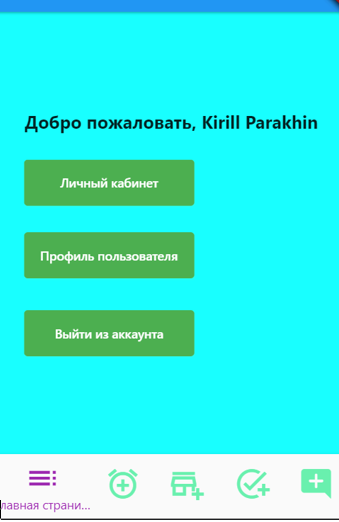 Добро пожаловать, Kirill Parakhin
Личный кабинет
Профиль пользователя
Выйти из аккаунта
лавная страни...